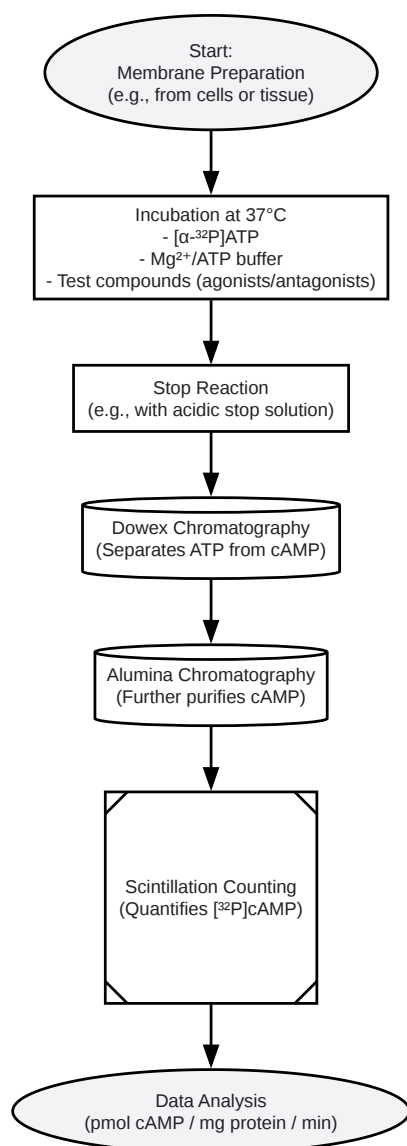 Start:
Membrane Preparation
(e.g., from cells or tissue)
Incubation at 37°C
- [α-³²P]ATP
- Mg²⁺/ATP buffer
- Test compounds (agonists/antagonists)
Stop Reaction
(e.g., with acidic stop solution)
Dowex Chromatography
(Separates ATP from cAMP)
Alumina Chromatography
(Further purifies cAMP)
Scintillation Counting
(Quantifies [³²P]cAMP)
Data Analysis
(pmol cAMP / mg protein / min)